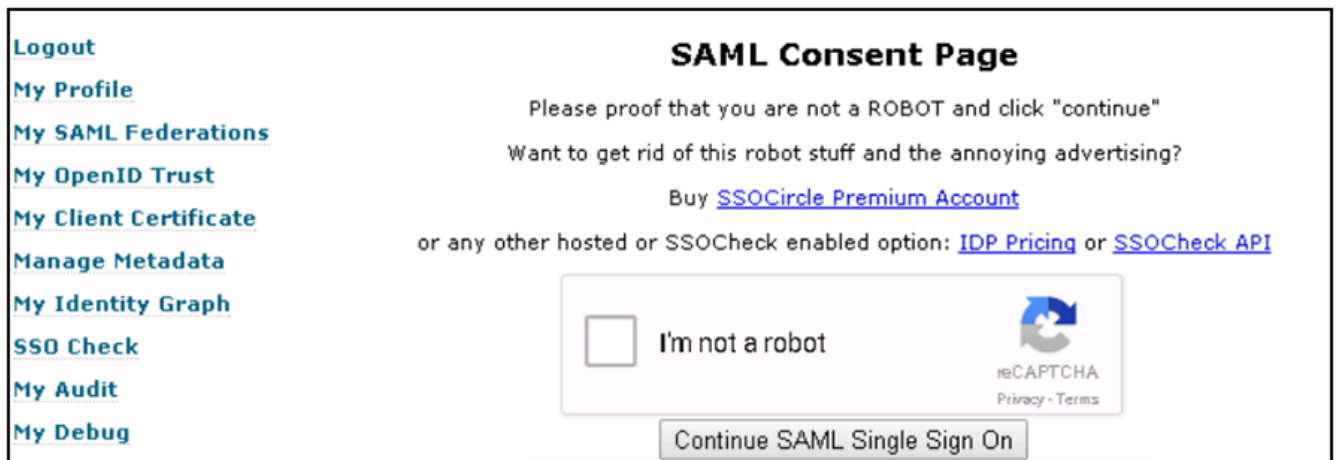 Logout
My Profile
My SAML Federations
My OpenID Trust
My Client Certificate
Manage Metadata
My Identity Graph
SSO Check
My Audit
My Debug
SAML Consent Page
Please proof that you are not a ROBOT and click "continue"
Want to get rid of this robot stuff and the annoying advertising?
Buy SSOCircle Premium Account
or any other hosted or SSOCheck enabled option: IDP Pricing or SSOCheck API
I'm not a robot
reCAPTCHA
Privacy - Terms
Continue SAML Single Sign On